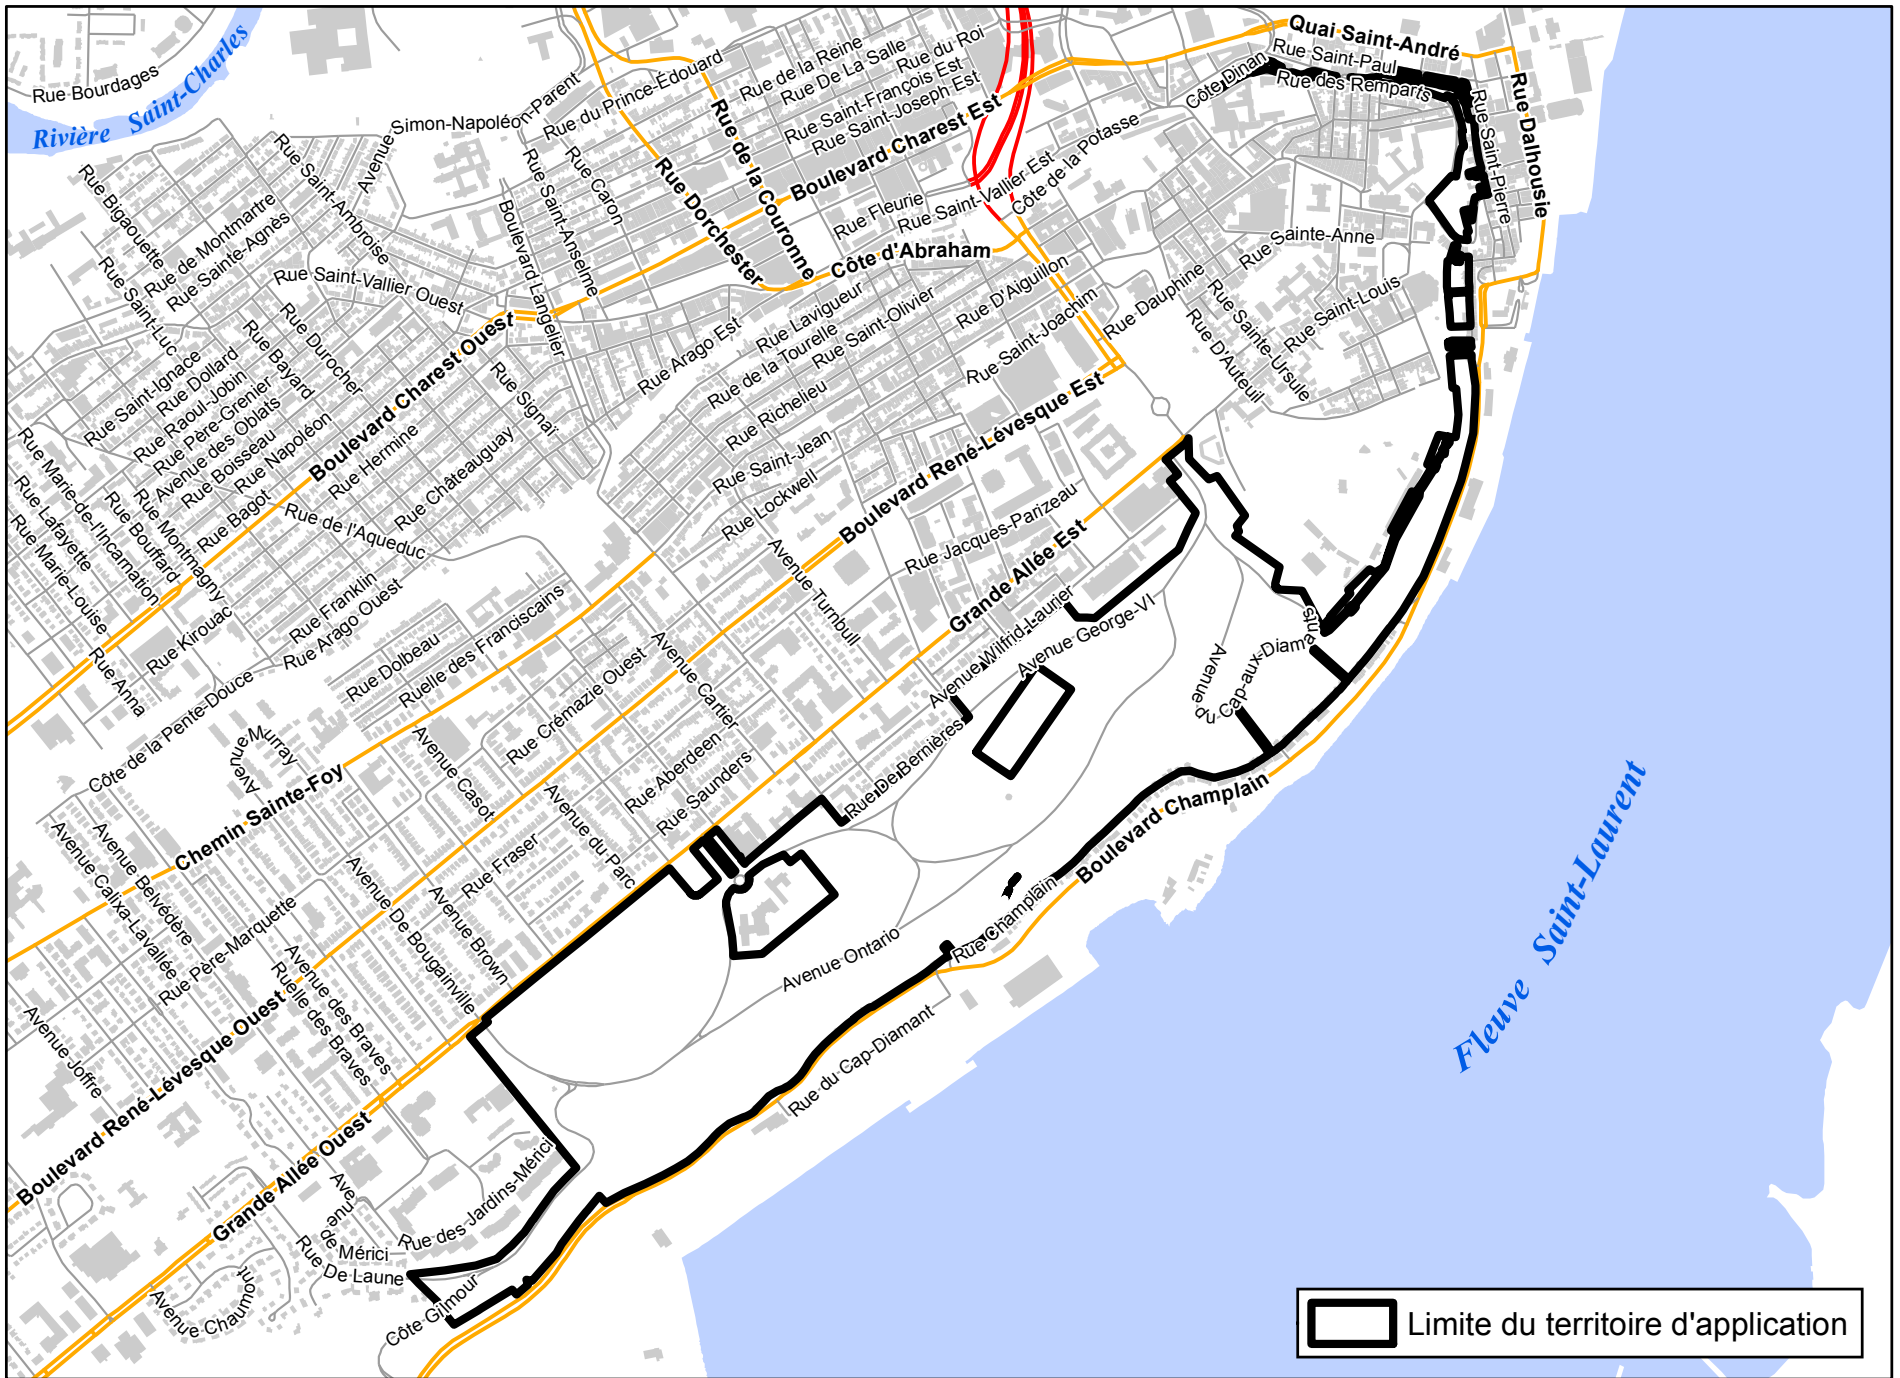 Quai Saint-André
Rue Saint-Paul
Rue des Remparts
Côte Dinan
Rue Dalhousie
Rue Saint-Pierre
Rue Bourdages
Rivière Saint-Charles
Avenue Simon-Napoléon-Parent
Rue du Prince-Édouard
Rue de la Reine
Rue De La Salle
Rue du Roi
Rue Saint-François Est
Rue Saint-Joseph Est
Boulevard Charest Est
Rue de la Couronne
Rue Dorchester
Rue Caron
Rue Saint-Anselme
Boulevard Langelier
Rue Fleurie
Rue Saint-Vallier Est
Côte de la Potasse
Côte d'Abraham
Rue Saint-Ambroise
Rue Bigaouette
Rue de Montmartre
Rue Sainte-Agnès
Rue Saint-Luc
Rue Saint-Vallier Ouest
Rue Durocher
Rue Bayard
Rue Saint-Ignace
Rue Dollard
Rue Raoul-Jobin
Rue Père-Grenier
Avenue des Oblats
Rue Boisseau
Rue Napoléon
Rue Bagot
Boulevard Charest Ouest
Rue Hermine
Rue Châteauguay
Rue Signaï
Rue de l'Aqueduc
Rue Marie-de-l'Incarnation
Rue Lafayette
Rue Marie-Louise
Rue Bouffard
Rue Montmagny
Rue Kirouac
Rue Anna
Rue Franklin
Rue Arago Ouest
Rue Arago Est
Rue Lavigueur
Rue de la Tourelle
Rue Saint-Olivier
Rue Richelieu
Rue D'Aiguillon
Rue Saint-Joachim
Rue Saint-Jean
Rue Lockwell
Rue Dauphine
Rue Sainte-Anne
Rue Saint-Louis
Rue Sainte-Ursule
Rue D'Auteuil
Boulevard René-Lévesque Est
Rue Jacques-Parizeau
Grande Allée Est
Avenue Wilfrid-Laurier
Avenue George-VI
Avenue Turnbull
Avenue Cartier
Rue Crémazie Ouest
Ruelle des Franciscains
Rue Dolbeau
Côte de la Pente-Douce
Avenue Murray
Chemin Sainte-Foy
Avenue Casot
Rue Aberdeen
Rue Saunders
Avenue du Parc
Rue Fraser
Avenue Brown
Avenue De Bougainville
Rue De Bernières
Avenue du Cap-aux-Diamants
Boulevard Champlain
Rue Champlain
Avenue Ontario
Rue du Cap-Diamant
Avenue Belvédère
Avenue Calixa-Lavallée
Rue Père-Marquette
Avenue des Braves
Ruelle des Braves
Avenue Joffre
Boulevard René-Lévesque Ouest
Grande Allée Ouest
Avenue de Mérici
Rue des Jardins-Mérici
Rue De Laune
Avenue Chaumont
Côte Gilmour
Fleuve Saint-Laurent
Limite du territoire d'application